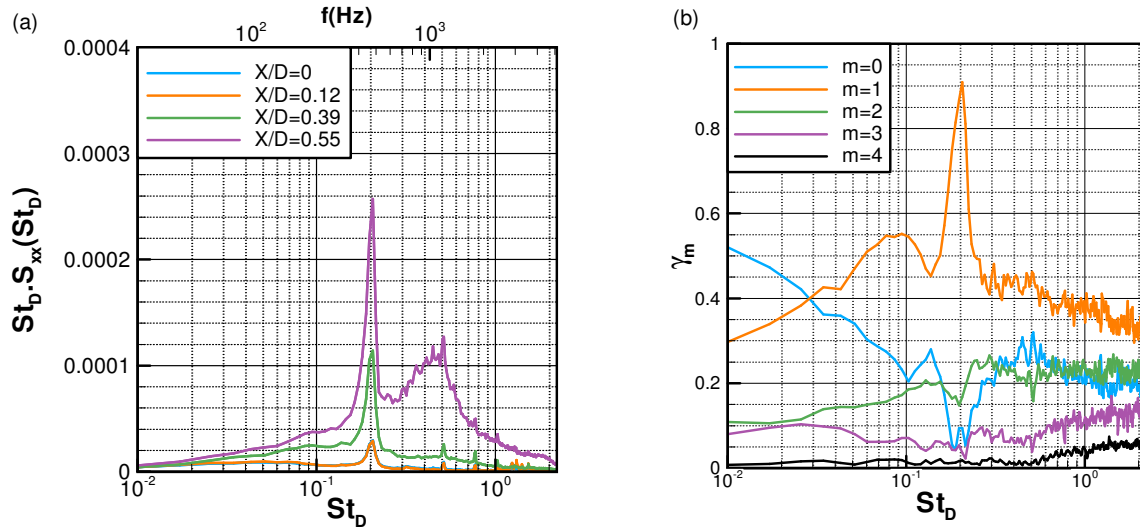 (a)
f(Hz)
10² 10³
0.0004
0.0003
0.0002
0.0001
0
St_D.S_xx(St_D)
X/D=0
X/D=0.12
X/D=0.39
X/D=0.55
10⁻² 10⁻¹ 10⁰
St_D
(b)
1
0.8
0.6
0.4
0.2
0
γ_m
m=0
m=1
m=2
m=3
m=4
10⁻² 10⁻¹ 10⁰
St_D